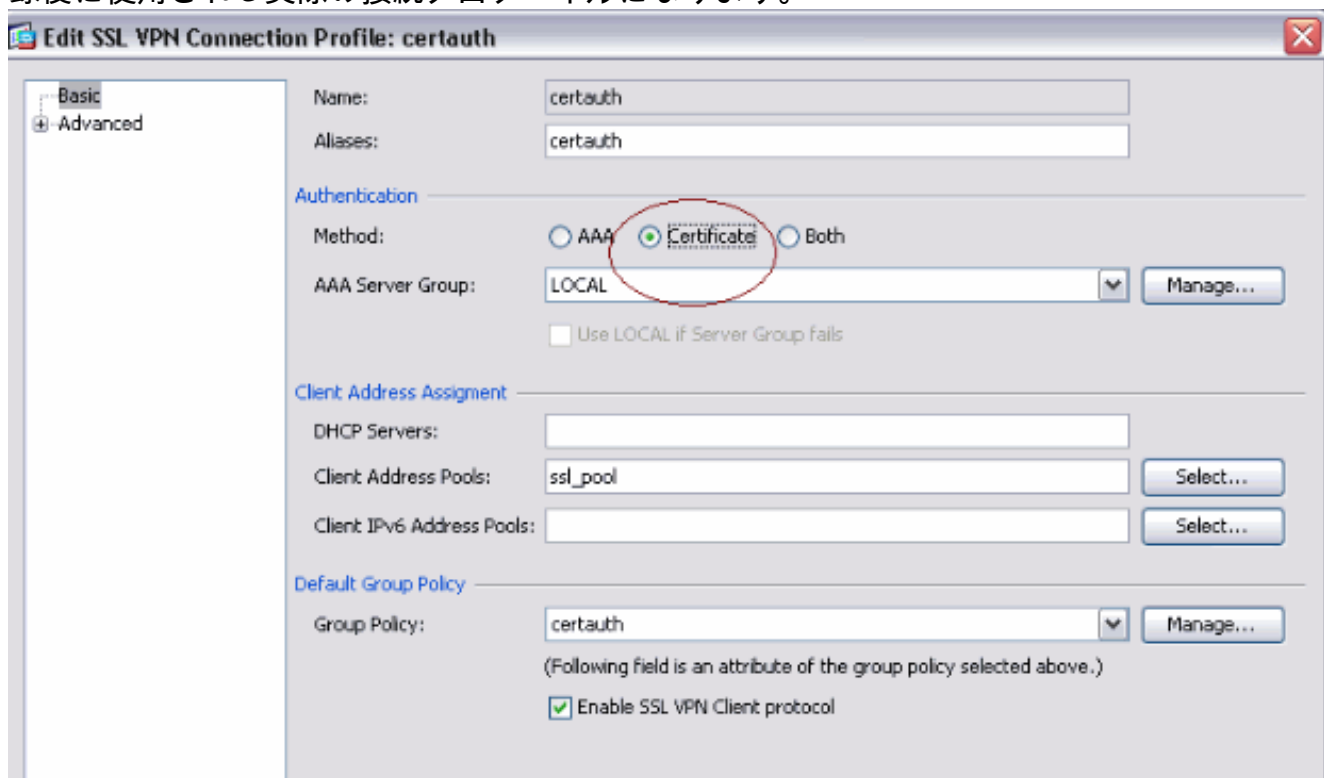 Edit SSL VPN Connection Profile: certauth
Basic
Advanced
Name: certauth
Aliases: certauth
Authentication
Method: AAA Certificate Both
AAA Server Group: LOCAL Manage...
Use LOCAL if Server Group fails
Client Address Assigment
DHCP Servers:
Client Address Pools: ssl_pool Select...
Client IPv6 Address Pools: Select...
Default Group Policy
Group Policy: certauth Manage...
(Following field is an attribute of the group policy selected above.)
Enable SSL VPN Client protocol